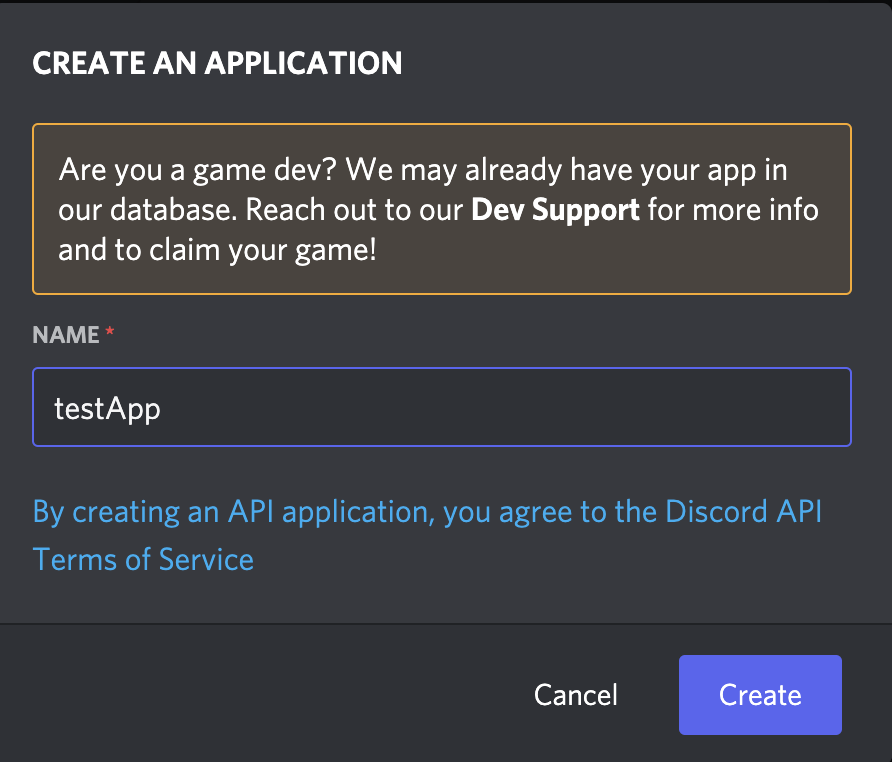 CREATE AN APPLICATION
Are you a game dev? We may already have your app in
our database. Reach out to our Dev Support for more info
and to claim your game!
NAME *
testApp
By creating an API application, you agree to the Discord API
Terms of Service
Cancel Create